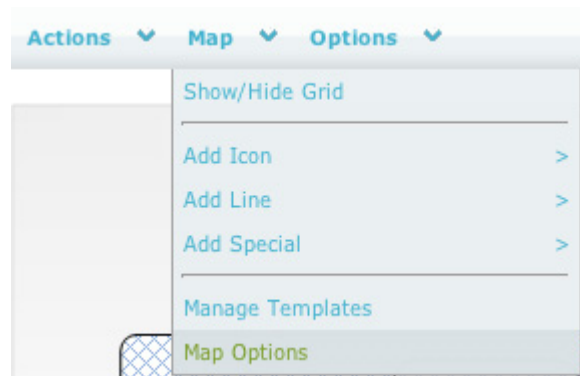 Actions Map Options
Show/Hide Grid
Add Icon >
Add Line >
Add Special >
Manage Templates
Map Options